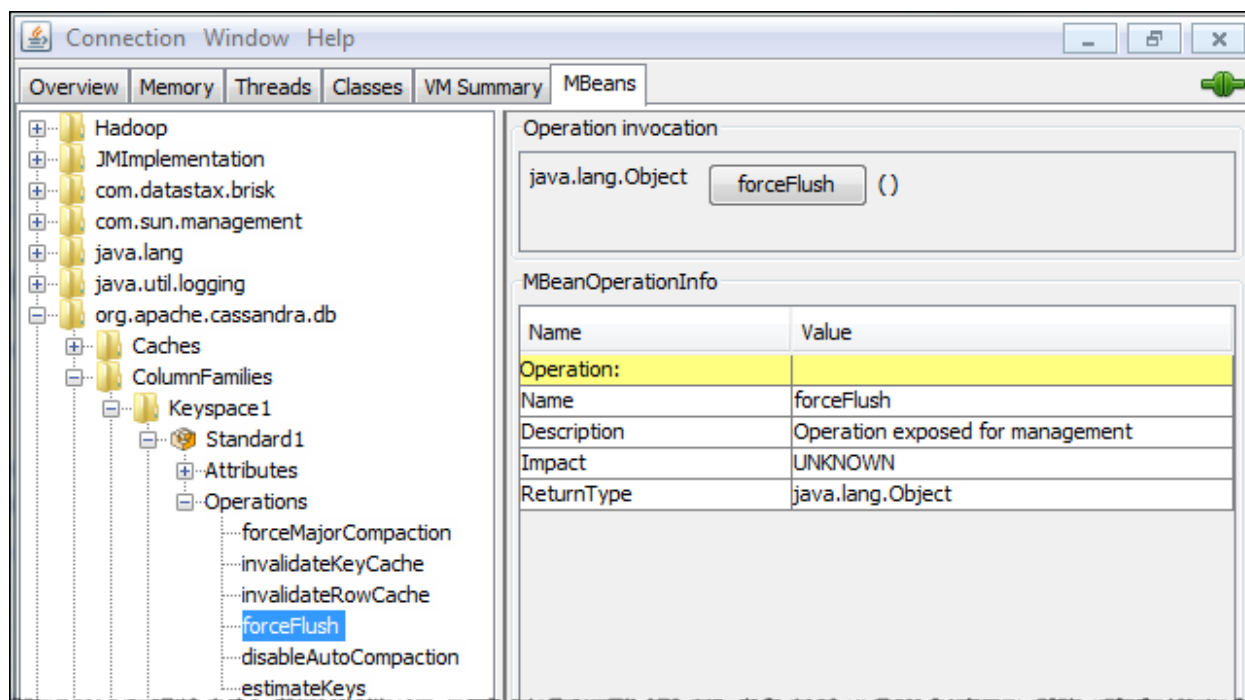 Connection Window Help
Overview Memory Threads Classes VM Summary MBeans
Hadoop
JMImplementation
com.datastax.brisk
com.sun.management
java.lang
java.util.logging
org.apache.cassandra.db
Caches
ColumnFamilies
Keyspace1
Standard1
Attributes
Operations
forceMajorCompaction
invalidateKeyCache
invalidateRowCache
forceFlush
disableAutoCompaction
estimateKeys
Operation invocation
java.lang.Object forceFlush ()
MBeanOperationInfo
Name Value
Operation:
Name forceFlush
Description Operation exposed for management
Impact UNKNOWN
ReturnType java.lang.Object